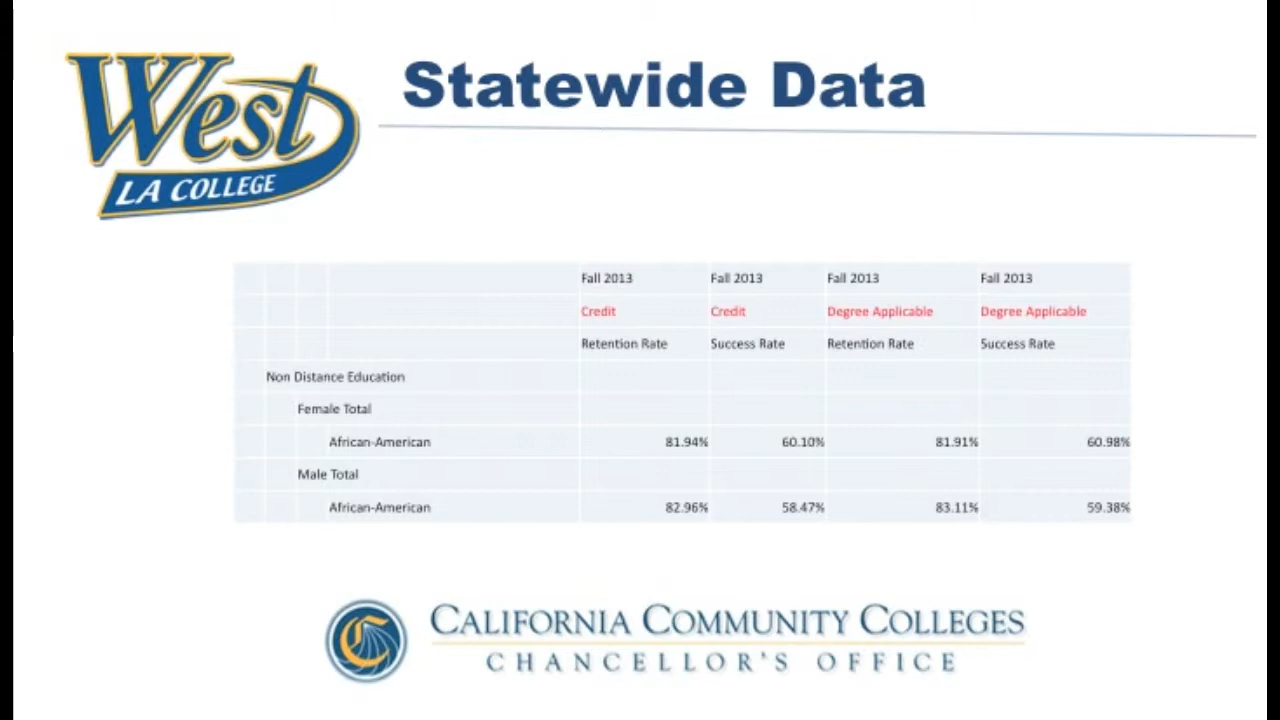 West
LA COLLEGE
Statewide Data
Fall 2013 Fall 2013 Fall 2013 Fall 2013
Credit Credit Degree Applicable Degree Applicable
Retention Rate Success Rate Retention Rate Success Rate
Non Distance Education
Female Total
African-American 81.94% 60.10% 81.91% 60.98%
Male Total
African-American 82.96% 58.47% 83.11% 59.38%
CALIFORNIA COMMUNITY COLLEGES
CHANCELLOR'S OFFICE